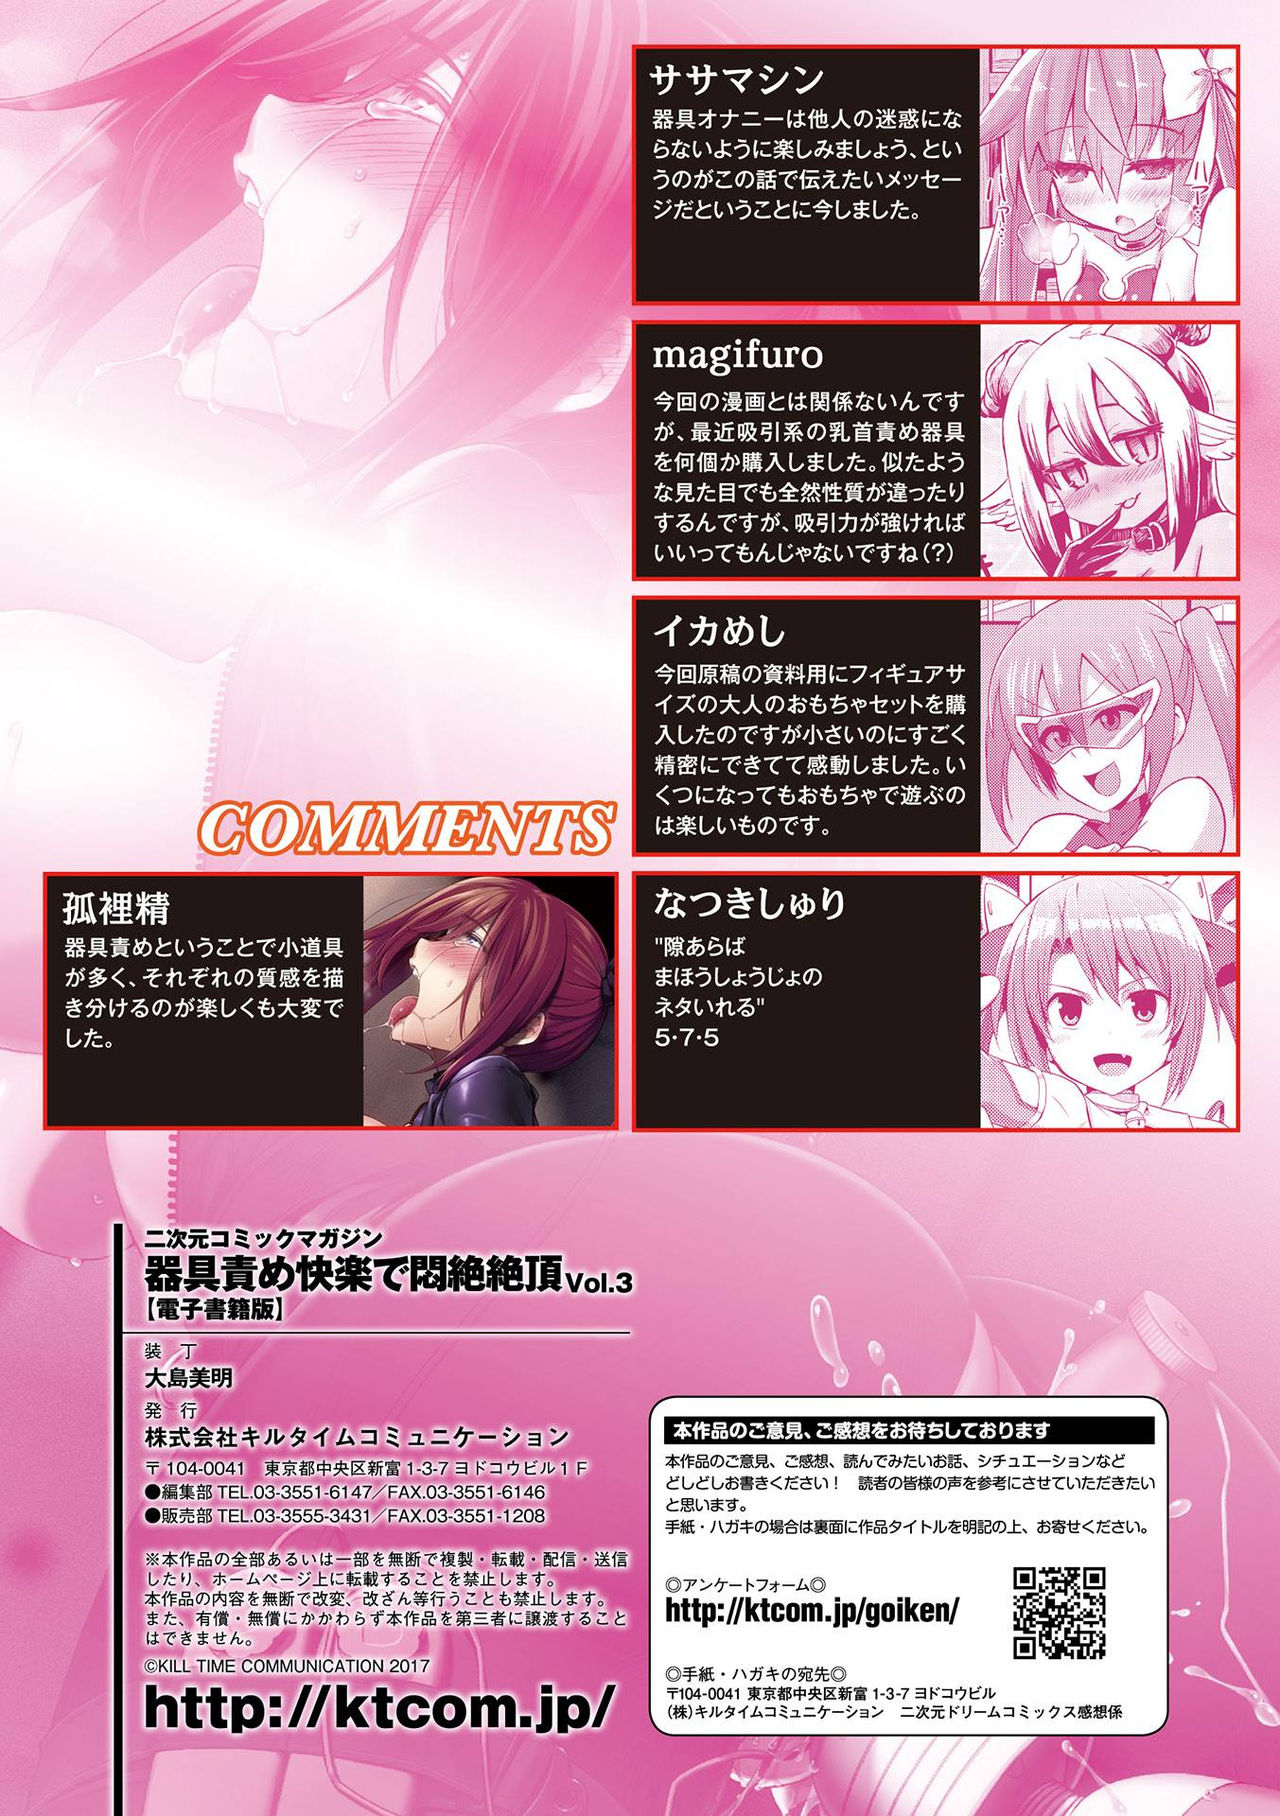 ササマシン
器具オナニーは他人の迷惑にな
らないように楽しみましょう、とい
うのがこの話で伝えたいメッセー
ジだということに今しました。
ハァ…
ハァ…
magifuro
今回の漫画とは関係ないんです
が、最近吸引系の乳首責め器具
を何個か購入しました。似たよう
な見た目でも全然性質が違ったり
するんですが、吸引力が強ければ
いいってもんじゃないですね(？)
イカめし
今回原稿の資料用にフィギュアサ
イズの大人のおもちゃセットを購
入したのですが小さいのにすごく
精密にできてて感動しました。い
くつになってもおもちゃで遊ぶの
は楽しいものです。
COMMENTS
孤裡精
器具責めということで小道具
が多く、それぞれの質感を描
き分けるのが楽しくも大変で
した。
なつきしゅり
"隙あらば
まほうしょうじょの
ネタいれる"
5・7・5
二次元コミックマガジン
器具責め快楽で悶絶絶頂 Vol.3
【電子書籍版】
装　丁
大島美明
発　行
株式会社キルタイムコミュニケーション
〒104-0041　東京都中央区新富1-3-7ヨドコウビル1F
●編集部 TEL.03-3551-6147／FAX.03-3551-6146
●販売部 TEL.03-3555-3431／FAX.03-3551-1208
※本作品の全部あるいは一部を無断で複製・転載・配信・送信
したり、ホームページ上に転載することを禁止します。
本作品の内容を無断で改変、改ざん等行うことも禁止します。
また、有償・無償にかかわらず本作品を第三者に譲渡すること
はできません。
©KILL TIME COMMUNICATION 2017
http://ktcom.jp/
本作品のご意見、ご感想をお待ちしております
本作品のご意見、ご感想、読んでみたいお話、シチュエーションなど
どしどしお書きください！　読者の皆様の声を参考にさせていただきたい
と思います。
手紙・ハガキの場合は裏面に作品タイトルを明記の上、お寄せください。
◎アンケートフォーム◎
http://ktcom.jp/goiken/
◎手紙・ハガキの宛先◎
〒104-0041 東京都中央区新富1-3-7 ヨドコウビル
(株)キルタイムコミュニケーション　二次元ドリームコミックス感想係